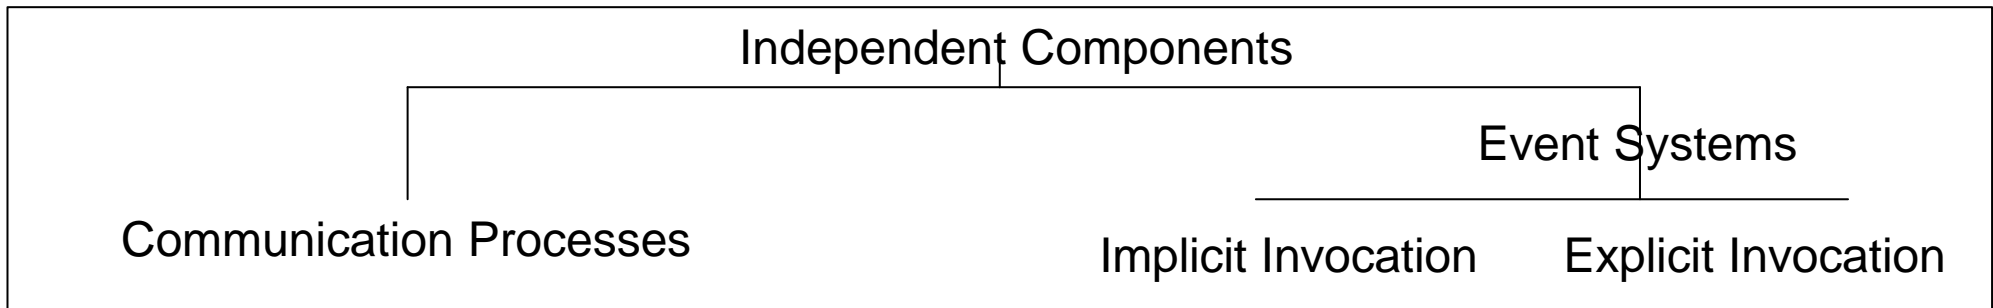 Independent Components
Event Systems
Communication Processes
Implicit Invocation
Explicit Invocation